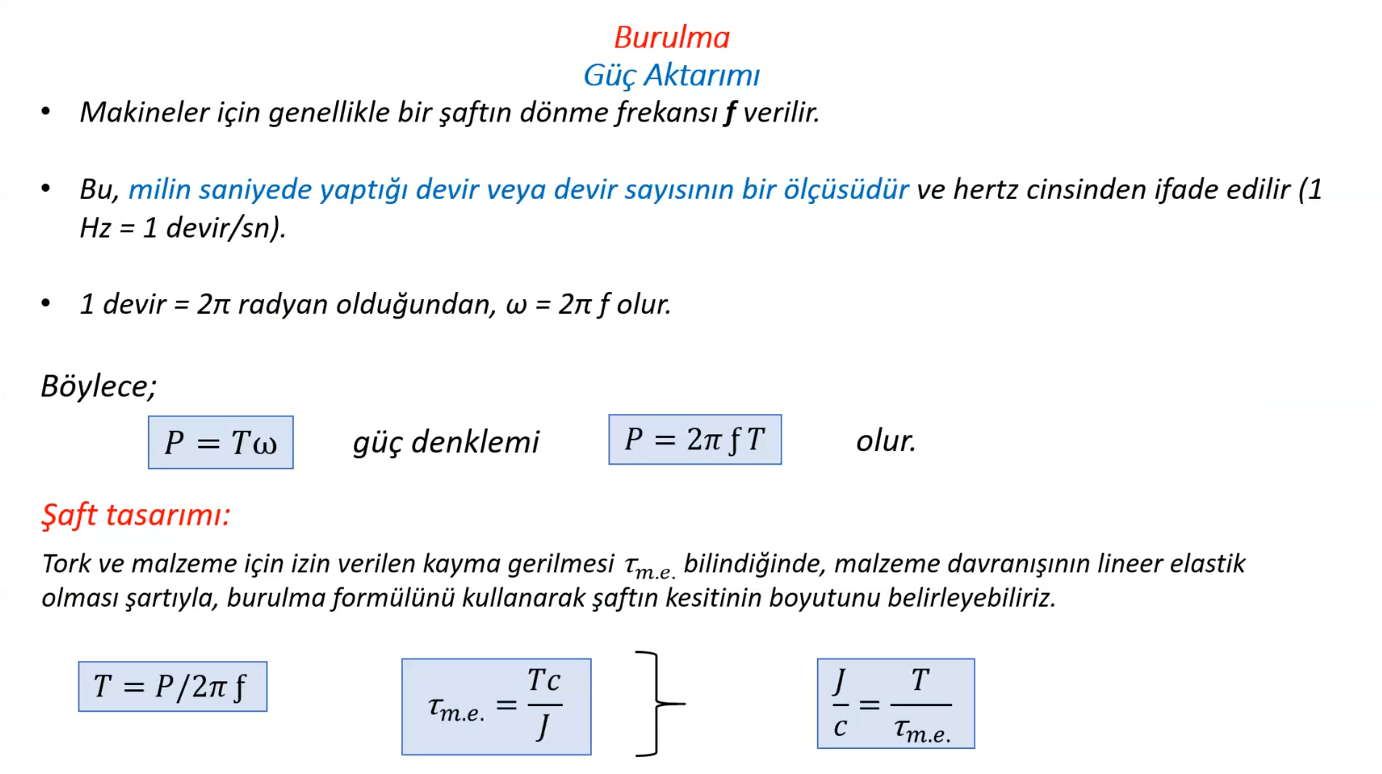 Burulma
Güç Aktarımı
• Makineler için genellikle bir şaftın dönme frekansı f verilir.
• Bu, milin saniyede yaptığı devir veya devir sayısının bir ölçüsüdür ve hertz cinsinden ifade edilir (1
Hz = 1 devir/sn).
• 1 devir = 2π radyan olduğundan, ω = 2π f olur.
Böylece;
P = Tω güç denklemi P = 2π ƒ T olur.
Şaft tasarımı:
Tork ve malzeme için izin verilen kayma gerilmesi τ_m.e. bilindiğinde, malzeme davranışının lineer elastik
olması şartıyla, burulma formülünü kullanarak şaftın kesitinin boyutunu belirleyebiliriz.
T = P/2π ƒ τ_m.e. = Tc/J } J/c = T/τ_m.e.